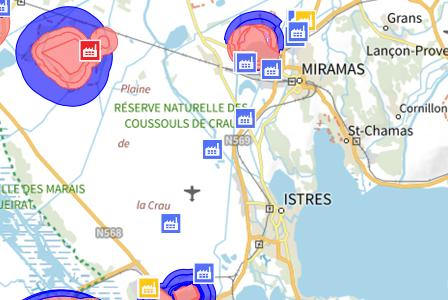 Grans
Lançon-Prove
MIRAMAS
Plaine
RÉSERVE NATURELLE DES
COUSSOULS DE CRAU
Cornillon
de
N569
St-Chamas
LLE DES MARAIS
UEIRAT
la Crau
ISTRES
N568